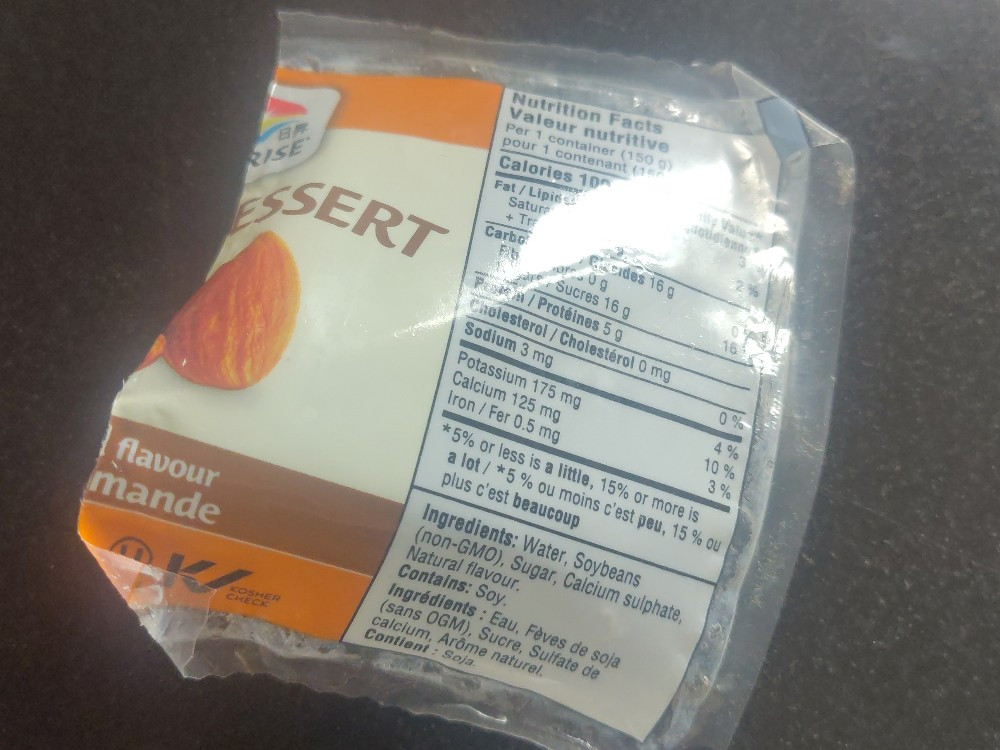 日昇
RISE
ESSERT
flavour
mande
U
K
KOSHER
CHECK
Nutrition Facts
Valeur nutritive
Per 1 container (150 g)
pour 1 contenant
Calories 100
Fat / Lipides
+ Tr
3 %
2 %
Glucides 16 g
0 g
Sucres 16 g
16
/ Protéines 5 g
Cholesterol / Cholestérol 0 mg
Sodium 3 mg
0 %
Potassium 175 mg
4 %
Calcium 125 mg
10 %
Iron / Fer 0.5 mg
3 %
*5% or less is a little, 15% or more is
a lot / *5 % ou moins c'est peu, 15 % ou
plus c'est beaucoup
Ingredients: Water, Soybeans
(non-GMO), Sugar, Calcium sulphate,
Natural flavour.
Contains: Soy.
Ingrédients : Eau, Fèves de soja
(sans OGM), Sucre, Sulfate de
calcium, Arôme naturel.
Contient : Soja.